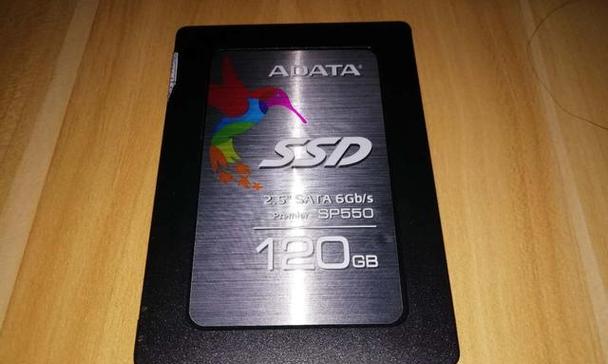 ADATA
SSD
2.5" SATA 6Gb/s
Premier SP550
120GB